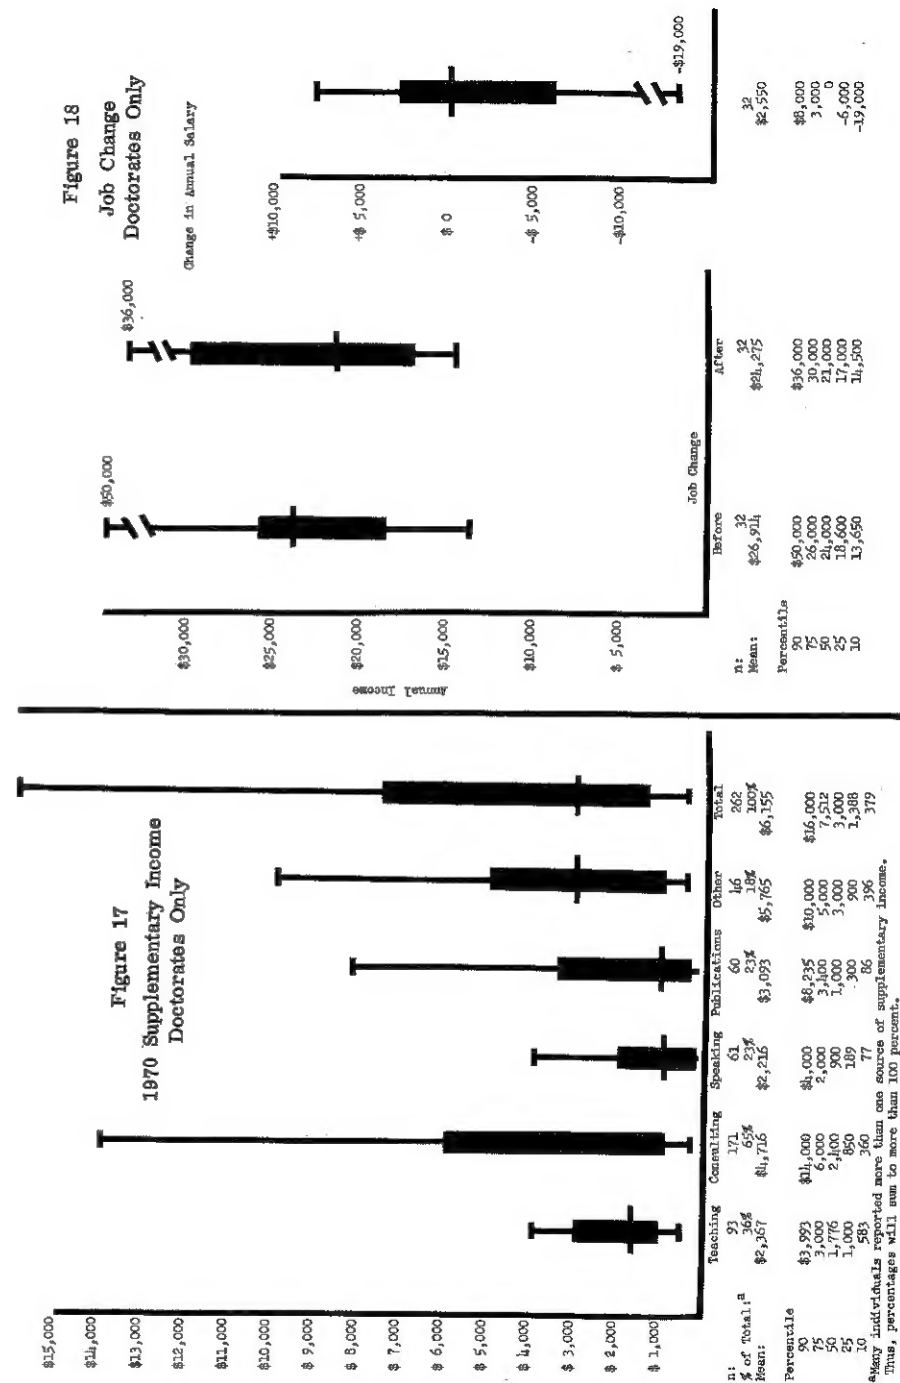 Figure 17
1970 Supplementary Income
Doctorates Only
$15,000
$14,000
$13,000
$12,000
$11,000
$10,000
$ 9,000
$ 8,000
$ 7,000
$ 6,000
$ 5,000
$ 4,000
$ 3,000
$ 2,000
$ 1,000
Teaching Consulting Speaking Publications Other Total
n: 93 171 61 60 46 262
% of Total:a 36% 65% 23% 23% 18% 100%
Mean: $2,367 $4,716 $2,216 $3,093 $5,765 $6,155
Percentile
90 $3,993 $14,000 $4,000 $8,235 $10,000 $16,000
75 3,000 6,000 2,000 3,400 5,000 7,512
50 1,776 2,400 900 1,000 3,000 3,000
25 1,000 850 189 300 900 1,388
10 583 360 77 86 396 379
aMany individuals reported more than one source of supplementary income.
Thus, percentages will sum to more than 100 percent.
Figure 18
Job Change
Doctorates Only
Change in Annual Salary
$50,000
$36,000
Annual Income
$30,000
$25,000
$20,000
$15,000
$10,000
$ 5,000
+$10,000
+$ 5,000
$ 0
-$ 5,000
-$10,000
-$19,000
Job Change
Before After
n: 32 32 32
Mean: $26,914 $24,275 $2,550
Percentile
90 $50,000 $36,000 $8,000
75 26,000 30,000 3,000
50 24,000 21,000 0
25 18,600 17,000 -6,000
10 13,650 14,500 -19,000